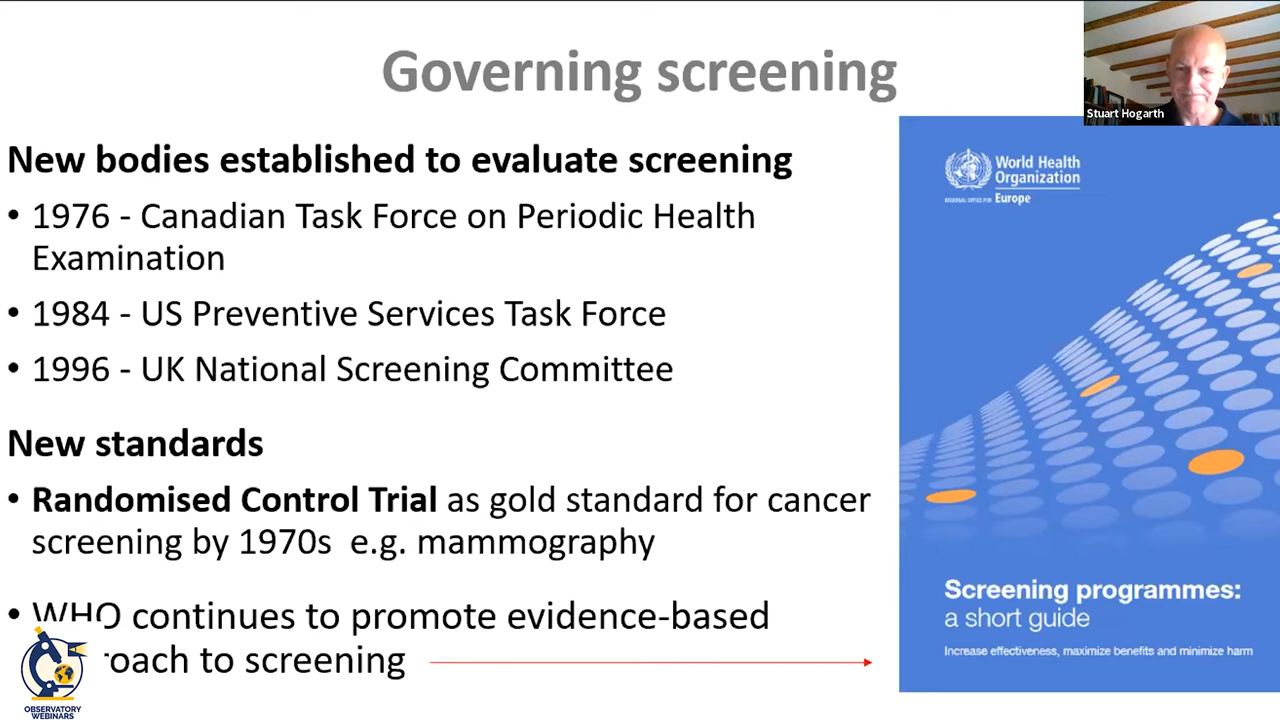 Governing screening
Stuart Hogarth
New bodies established to evaluate screening
• 1976 - Canadian Task Force on Periodic Health
Examination
• 1984 - US Preventive Services Task Force
• 1996 - UK National Screening Committee
New standards
• Randomised Control Trial as gold standard for cancer
screening by 1970s e.g. mammography
• WHO continues to promote evidence-based
roach to screening
OBSERVATORY
WEBINARS
World Health
Organization
REGIONAL OFFICE FOR Europe
Screening programmes:
a short guide
Increase effectiveness, maximize benefits and minimize harm